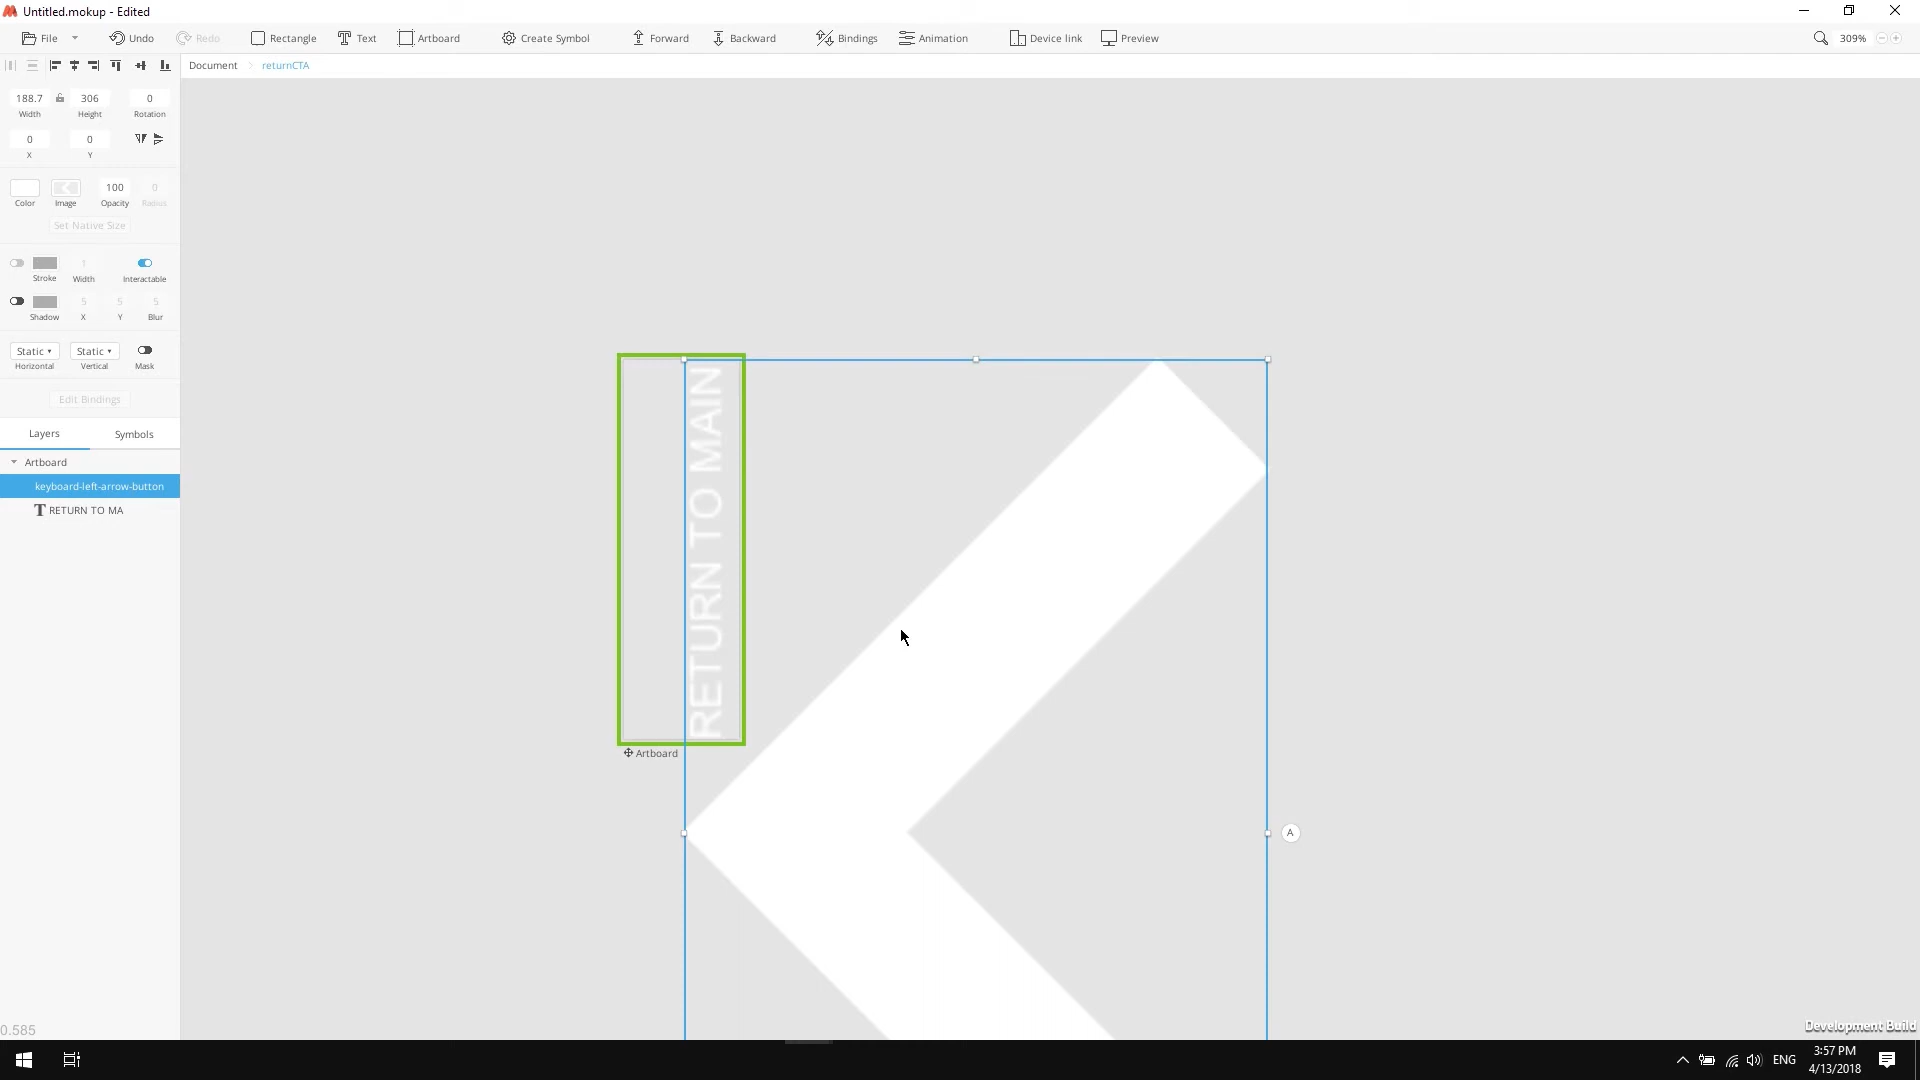 Untitled.mokup - Edited
File Undo Redo Rectangle Text Artboard Create Symbol Forward Backward Bindings Animation Device link Preview 309%
Document returnCTA
188.7 306 0
Width Height Rotation
0 0
X Y
100 0
Color Image Opacity Radius
Set Native Size
1
Stroke Width Interactable
5 5 5
Shadow X Y Blur
Static Static
Horizontal Vertical Mask
Edit Bindings
Layers Symbols
Artboard
keyboard-left-arrow-button
T RETURN TO MA
RETURN TO MAIN
Artboard
A
0.585
Development Build
ENG
3:57 PM
4/13/2018